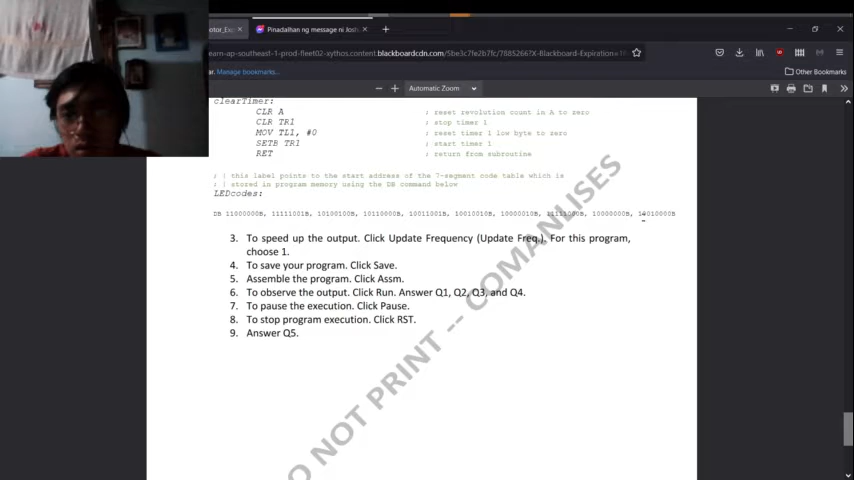 otor_Exp
Pinadalhan ng message ni Josh
arn-ap-southeast-1-prod-fleet02-xythos.content.blackboardcdn.com/5be3c7fe2b7fc/7885266?X-Blackboard-Expiration=1
ar. Manage bookmarks...
Other Bookmarks
Automatic Zoom
clearTimer:
CLR A ; reset revolution count in A to zero
CLR TR1 ; stop timer 1
MOV TL1, #0 ; reset timer 1 low byte to zero
SETB TR1 ; start timer 1
RET ; return from subroutine
; | this label points to the start address of the 7-segment code table which is
; | stored in program memory using the DB command below
LEDcodes:
DB 11000000B, 11111001B, 10100100B, 10110000B, 10011001B, 10010010B, 10000010B, 11111000B, 10000000B, 10010000B
3. To speed up the output. Click Update Frequency (Update Freq.). For this program,
choose 1.
4. To save your program. Click Save.
5. Assemble the program. Click Assm.
6. To observe the output. Click Run. Answer Q1, Q2, Q3, and Q4.
7. To pause the execution. Click Pause.
8. To stop program execution. Click RST.
9. Answer Q5.
O NOT PRINT -- COMANLISES